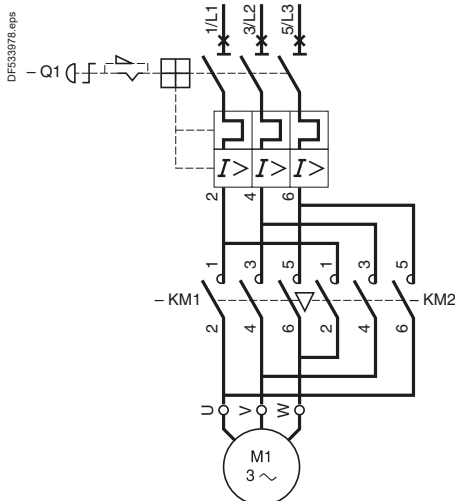 DF533978.eps
1/L1 3/L2 5/L3
– Q1
I> I> I>
2 4 6
1 3 5 1 3 5
– KM1 – KM2
2 4 6 2 4 6
U V W
M1
3 ~